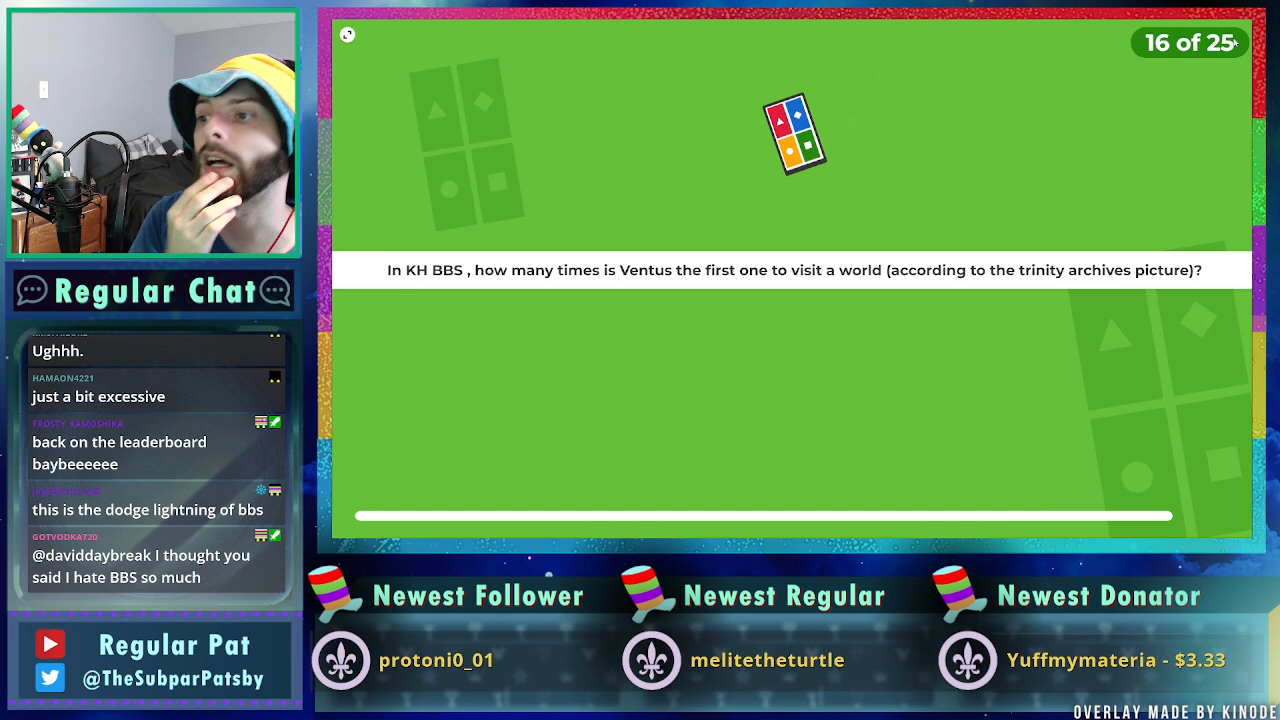 16 of 25
In KH BBS , how many times is Ventus the first one to visit a world (according to the trinity archives picture)?
Regular Chat
Ughhh.
HAMAON4221
just a bit excessive
FROSTY KAMOSHIKA
back on the leaderboard
baybeeeeee
this is the dodge lightning of bbs
GOTVODKA720
@daviddaybreak I thought you
said I hate BBS so much
Regular Pat
@TheSubparPatsby
Newest Follower
protoni0_01
Newest Regular
melitetheturtle
Newest Donator
Yuffmymateria - $3.33
OVERLAY MADE BY KINODE